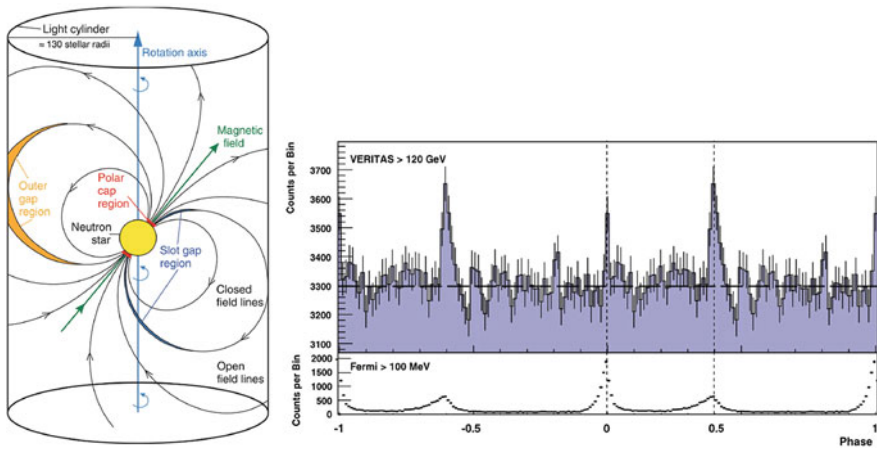 Light cylinder
≈ 130 stellar radii
Rotation axis
Magnetic
field
Polar
cap
region
Outer
gap
region
Neutron
star
Slot gap
region
Closed
field lines
Open
field lines
Counts per Bin
VERITAS > 120 GeV
3700
3600
3500
3400
3300
3200
3100
Counts per Bin
Fermi > 100 MeV
2000
1500
1000
500
0
-1
-0.5
0
0.5
1
Phase